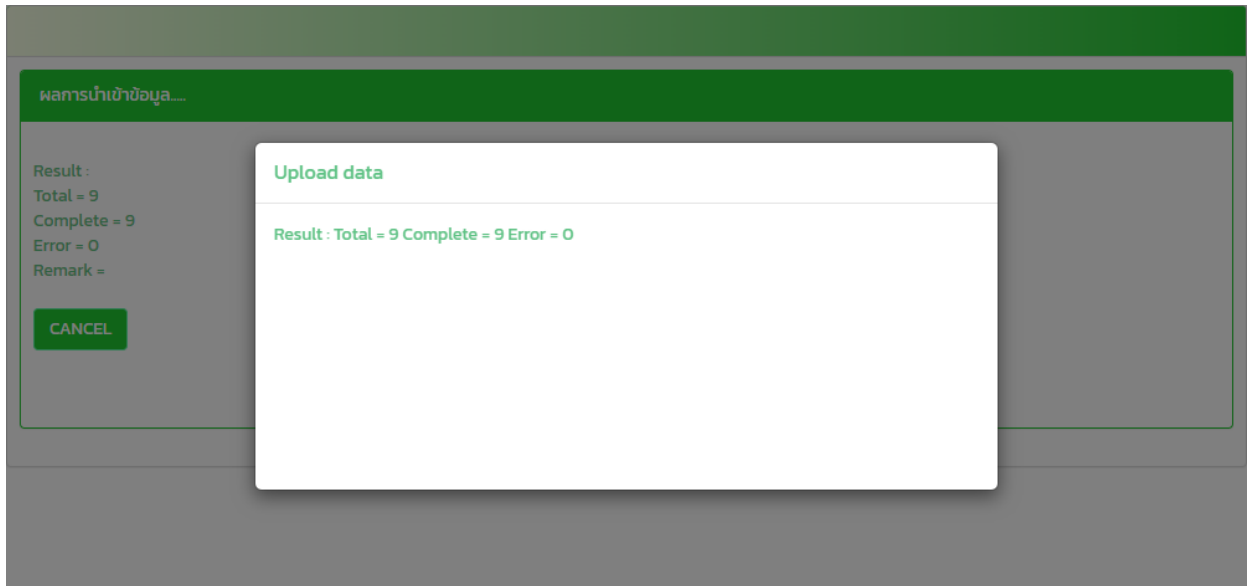 ผลการนำเข้าข้อมูล.....
Result :
Total = 9
Complete = 9
Error = 0
Remark =
CANCEL
Upload data
Result : Total = 9 Complete = 9 Error = 0